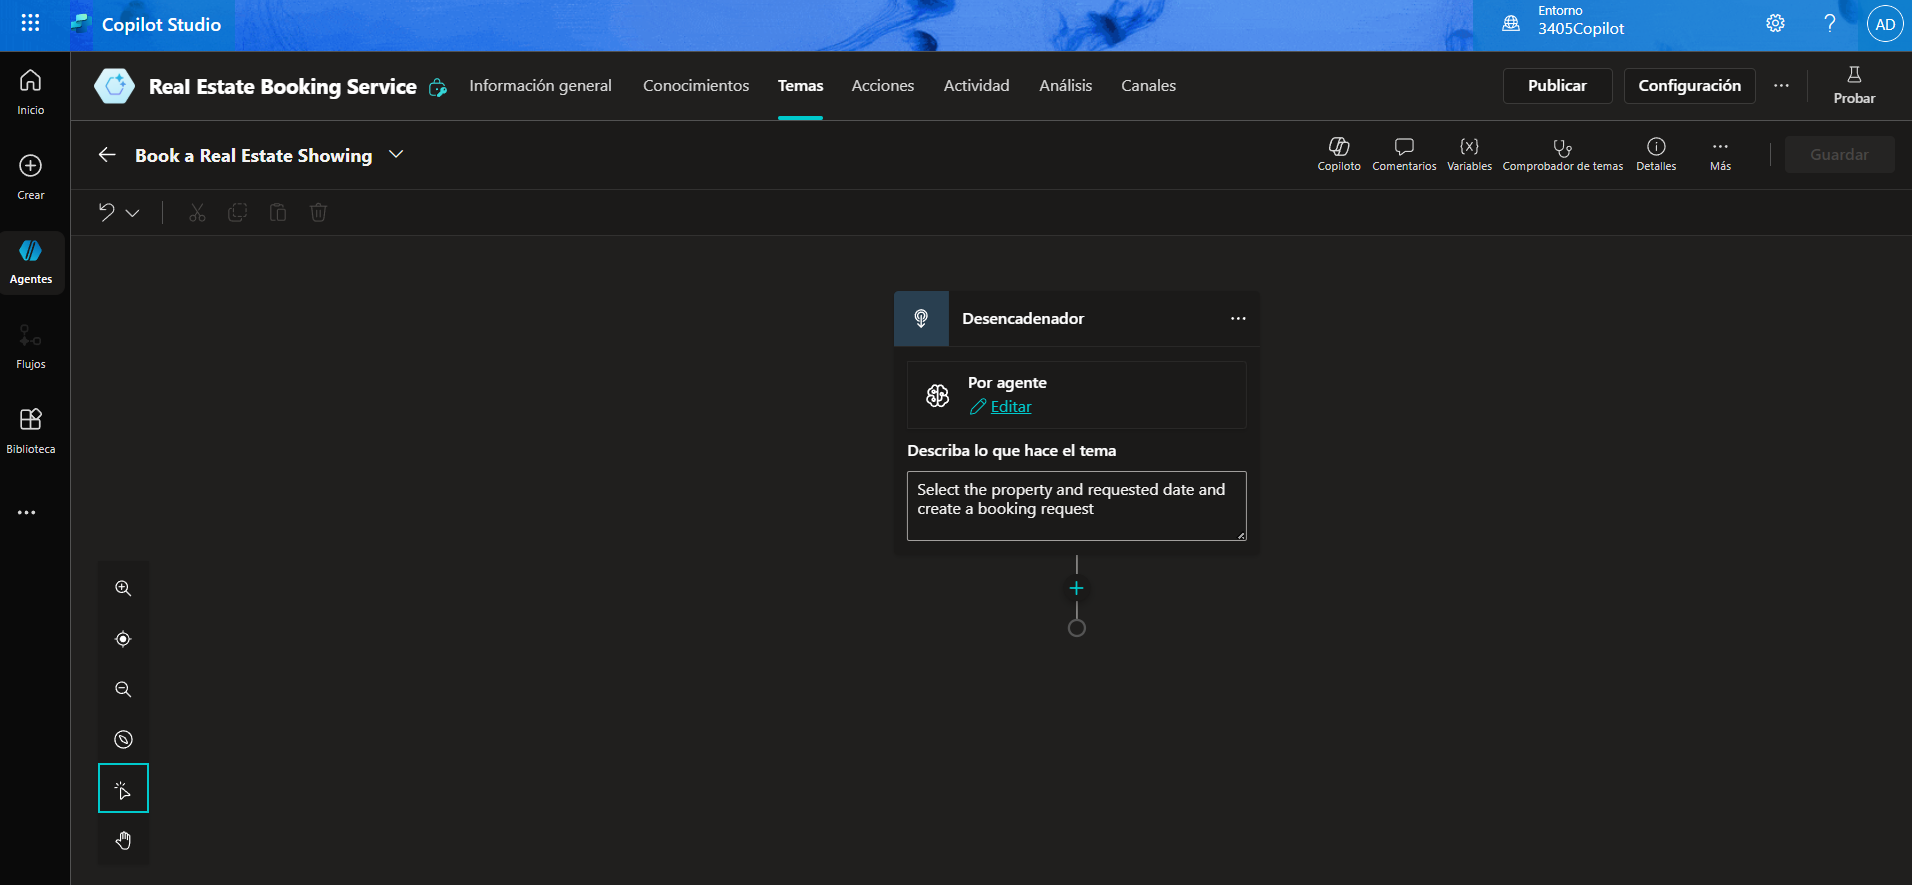 Copilot Studio
Entorno
3405Copilot
AD
Real Estate Booking Service
Información general
Conocimientos
Temas
Acciones
Actividad
Análisis
Canales
Publicar
Configuración
Probar
Inicio
Crear
Agentes
Flujos
Biblioteca
Book a Real Estate Showing
Copiloto
Comentarios
Variables
Comprobador de temas
Detalles
Más
Guardar
Desencadenador
Por agente
Editar
Describa lo que hace el tema
Select the property and requested date and
create a booking request